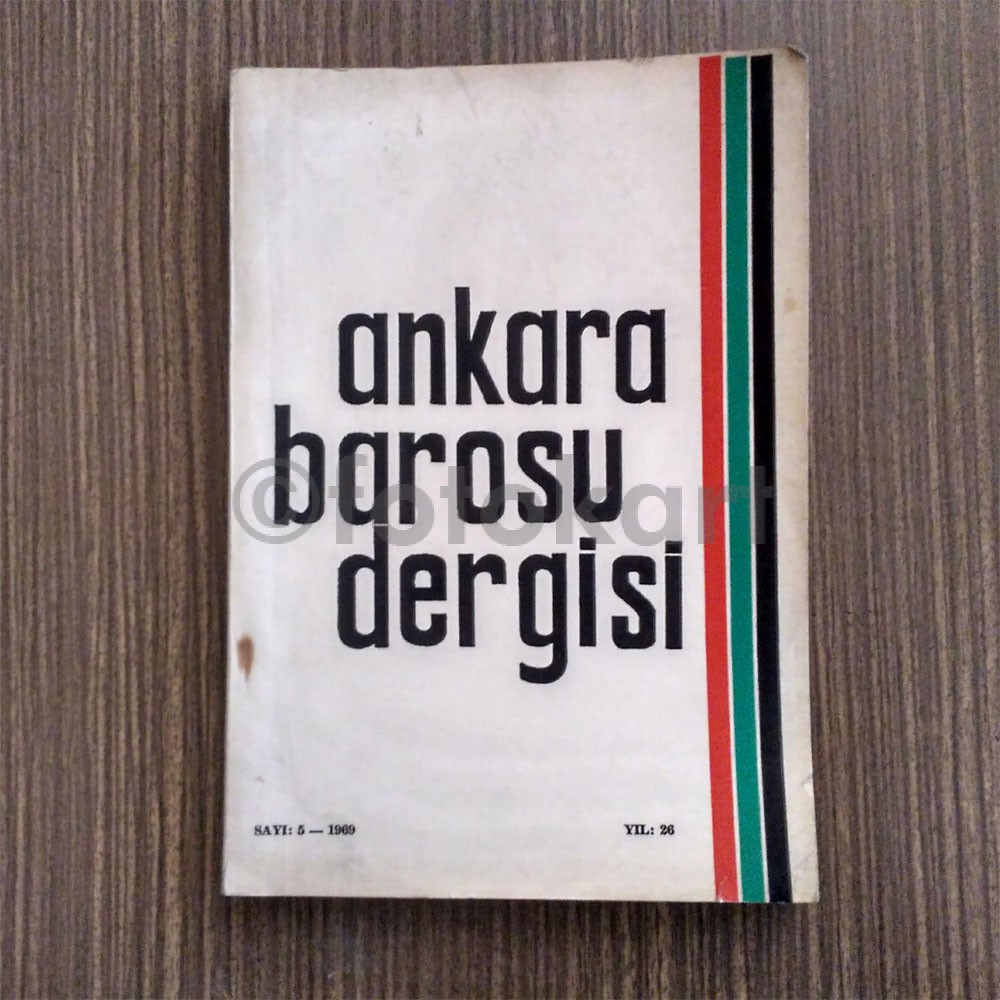 ankara
barosu
dergisi
©fotokart
SAYI: 5 — 1969
YIL: 26